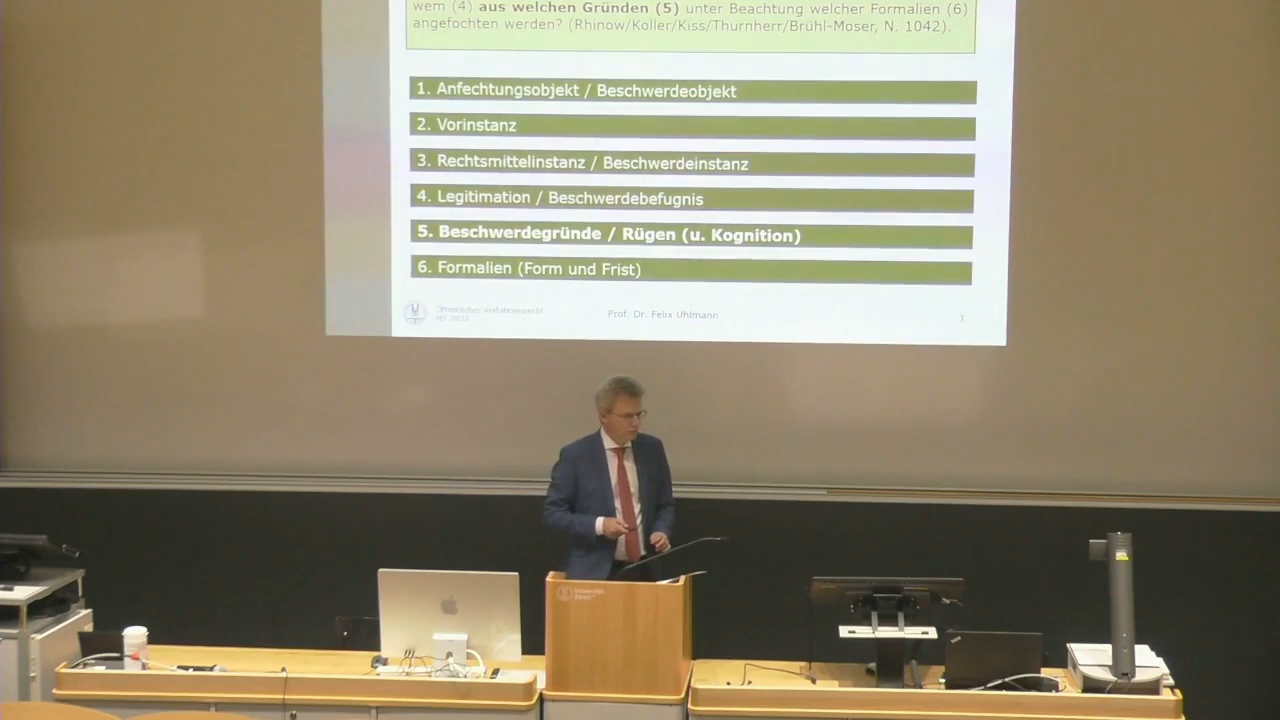 wem (4) aus welchen Gründen (5) unter Beachtung welcher Formalien (6)
angefochten werden? (Rhinow/Koller/Kiss/Thurnherr/Brühl-Moser, N. 1042).
1. Anfechtungsobjekt / Beschwerdeobjekt
2. Vorinstanz
3. Rechtsmittelinstanz / Beschwerdeinstanz
4. Legitimation / Beschwerdebefugnis
5. Beschwerdegründe / Rügen (u. Kognition)
6. Formalien (Form und Frist)
Öffentliches Verfahrensrecht
Prof. Dr. Felix Uhlmann
3
Universität
Zürich